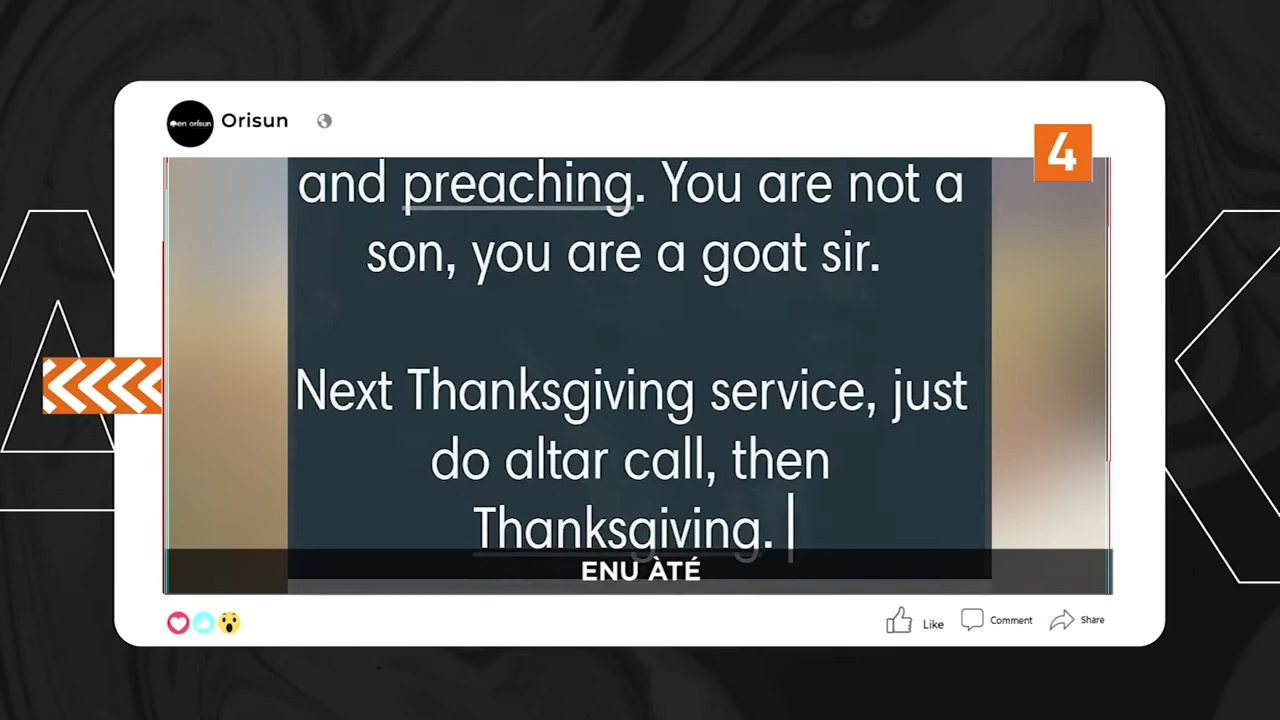 Orisun
4
and preaching. You are not a
son, you are a goat sir.
Next Thanksgiving service, just
do altar call, then
Thanksgiving.
ENU ÀTÉ
Like
Comment
Share